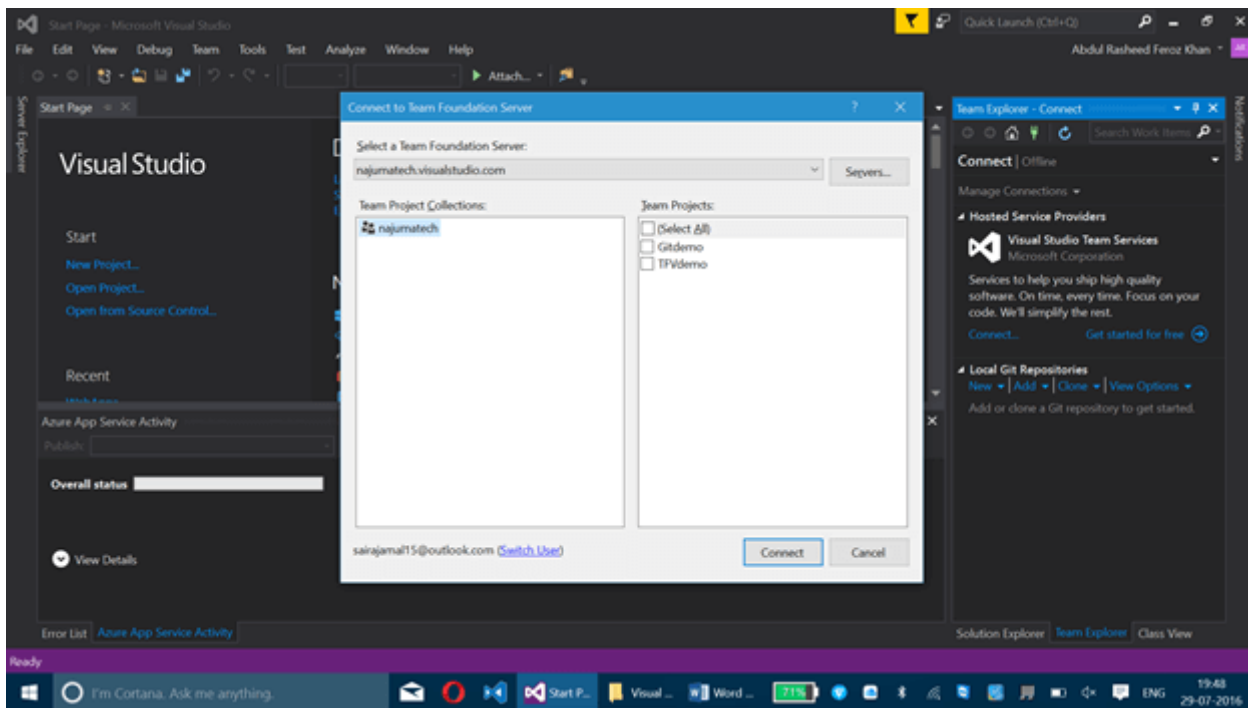 Start Page - Microsoft Visual Studio
Quick Launch (Ctrl+Q)
File Edit View Debug Team Tools Test Analyze Window Help
Abdul Rasheed Feroz Khan
Attach...
Server Explorer
Start Page
Visual Studio
Start
New Project...
Open Project...
Open from Source Control...
Recent
Azure App Service Activity
Publish:
Overall status
View Details
Error List Azure App Service Activity
Connect to Team Foundation Server
Select a Team Foundation Server:
najumatech.visualstudio.com
Servers...
Team Project Collections:
najumatech
Team Projects:
(Select All)
Gitdemo
TFVdemo
sairajamal15@outlook.com (Switch User)
Connect
Cancel
Team Explorer - Connect
Search Work Items
Connect | Offline
Manage Connections
Hosted Service Providers
Visual Studio Team Services
Microsoft Corporation
Services to help you ship high quality
software. On time, every time. Focus on your
code. We'll simplify the rest.
Connect...
Get started for free
Local Git Repositories
New Add Clone View Options
Add or clone a Git repository to get started.
Solution Explorer Team Explorer Class View
Notifications
Ready
I'm Cortana. Ask me anything.
Start P...
Visual ...
Word ...
71%
ENG
19:48
29-07-2016